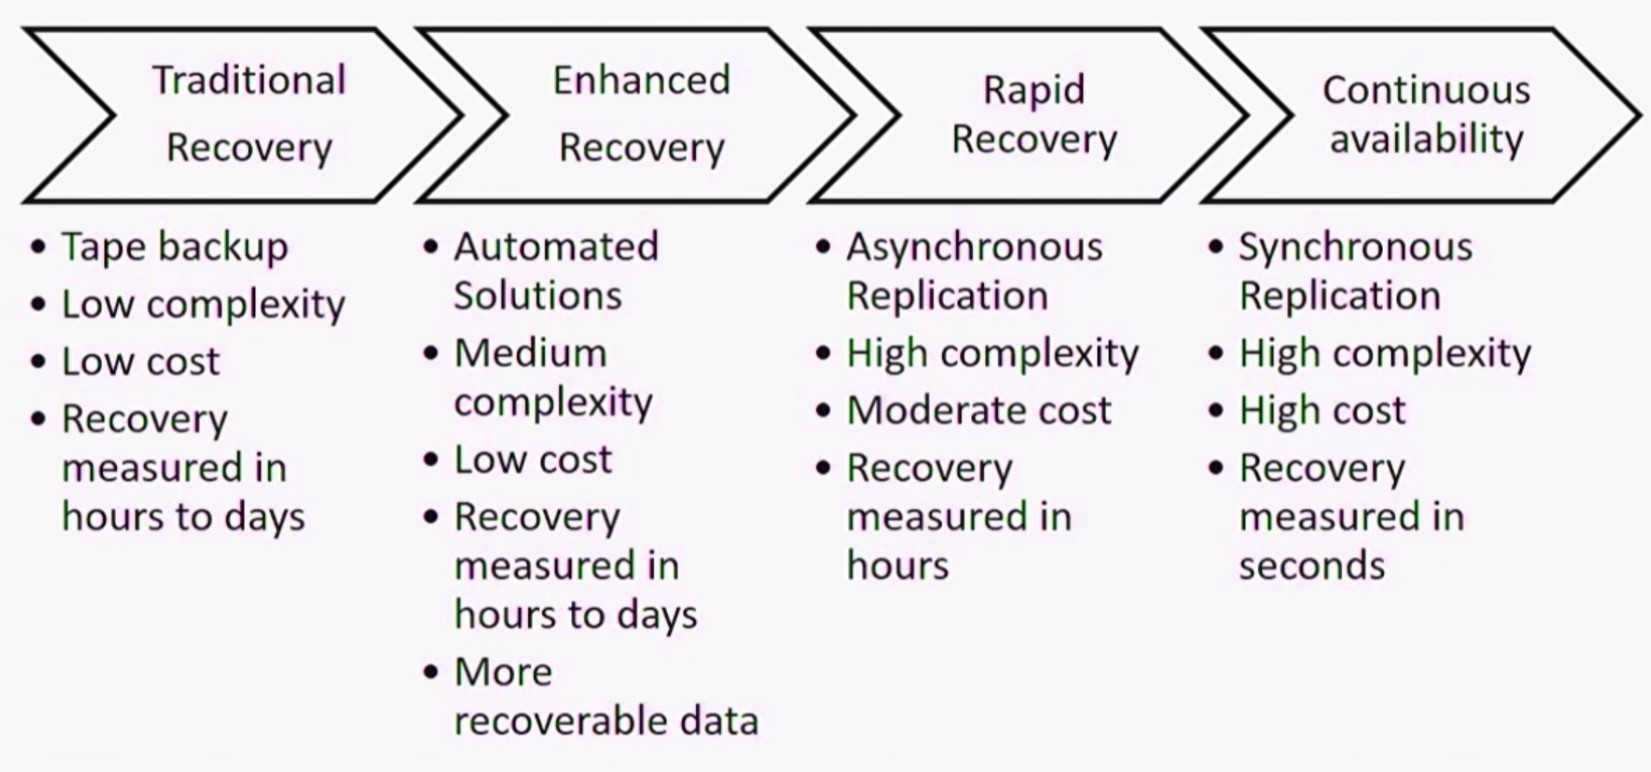 Traditional
Recovery
• Tape backup
• Low complexity
• Low cost
• Recovery
measured in
hours to days
Enhanced
Recovery
• Automated
Solutions
• Medium
complexity
• Low cost
• Recovery
measured in
hours to days
• More
recoverable data
Rapid
Recovery
• Asynchronous
Replication
• High complexity
• Moderate cost
• Recovery
measured in
hours
Continuous
availability
• Synchronous
Replication
• High complexity
• High cost
• Recovery
measured in
seconds